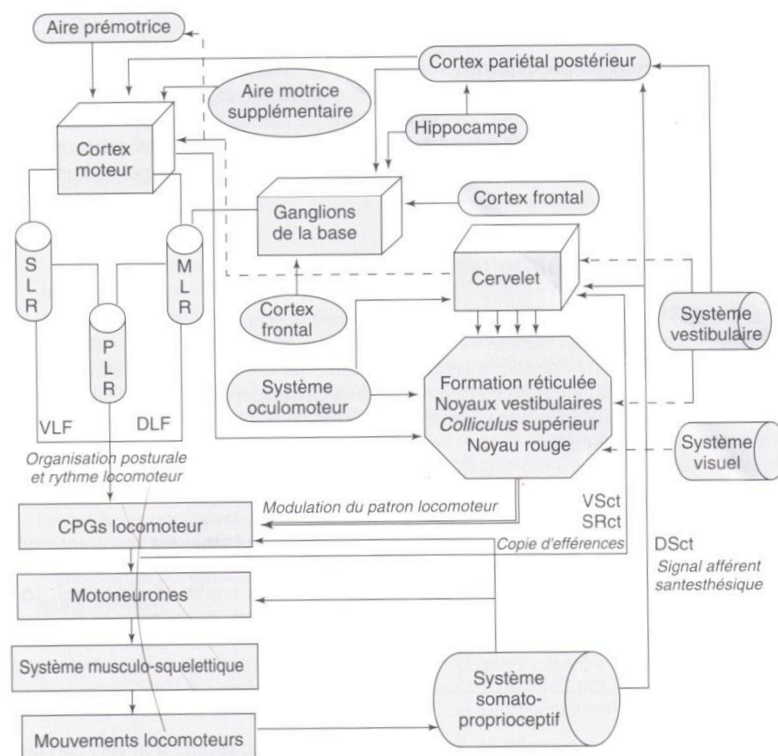 Aire prémotrice
Cortex pariétal postérieur
Aire motrice
supplémentaire
Hippocampe
Cortex
moteur
Cortex frontal
Ganglions
de la base
S
L
R
M
L
R
Cervelet
Cortex
frontal
Système
vestibulaire
P
L
R
Système
oculomoteur
Formation réticulée
Noyaux vestibulaires
Colliculus supérieur
Noyau rouge
VLF
DLF
Système
visuel
Organisation posturale
et rythme locomoteur
Modulation du patron locomoteur
VSct
SRct
Copie d'efférences
CPGs locomoteur
DSct
Signal afférent
santesthésique
Motoneurones
Système musculo-squelettique
Système
somato-
proprioceptif
Mouvements locomoteurs